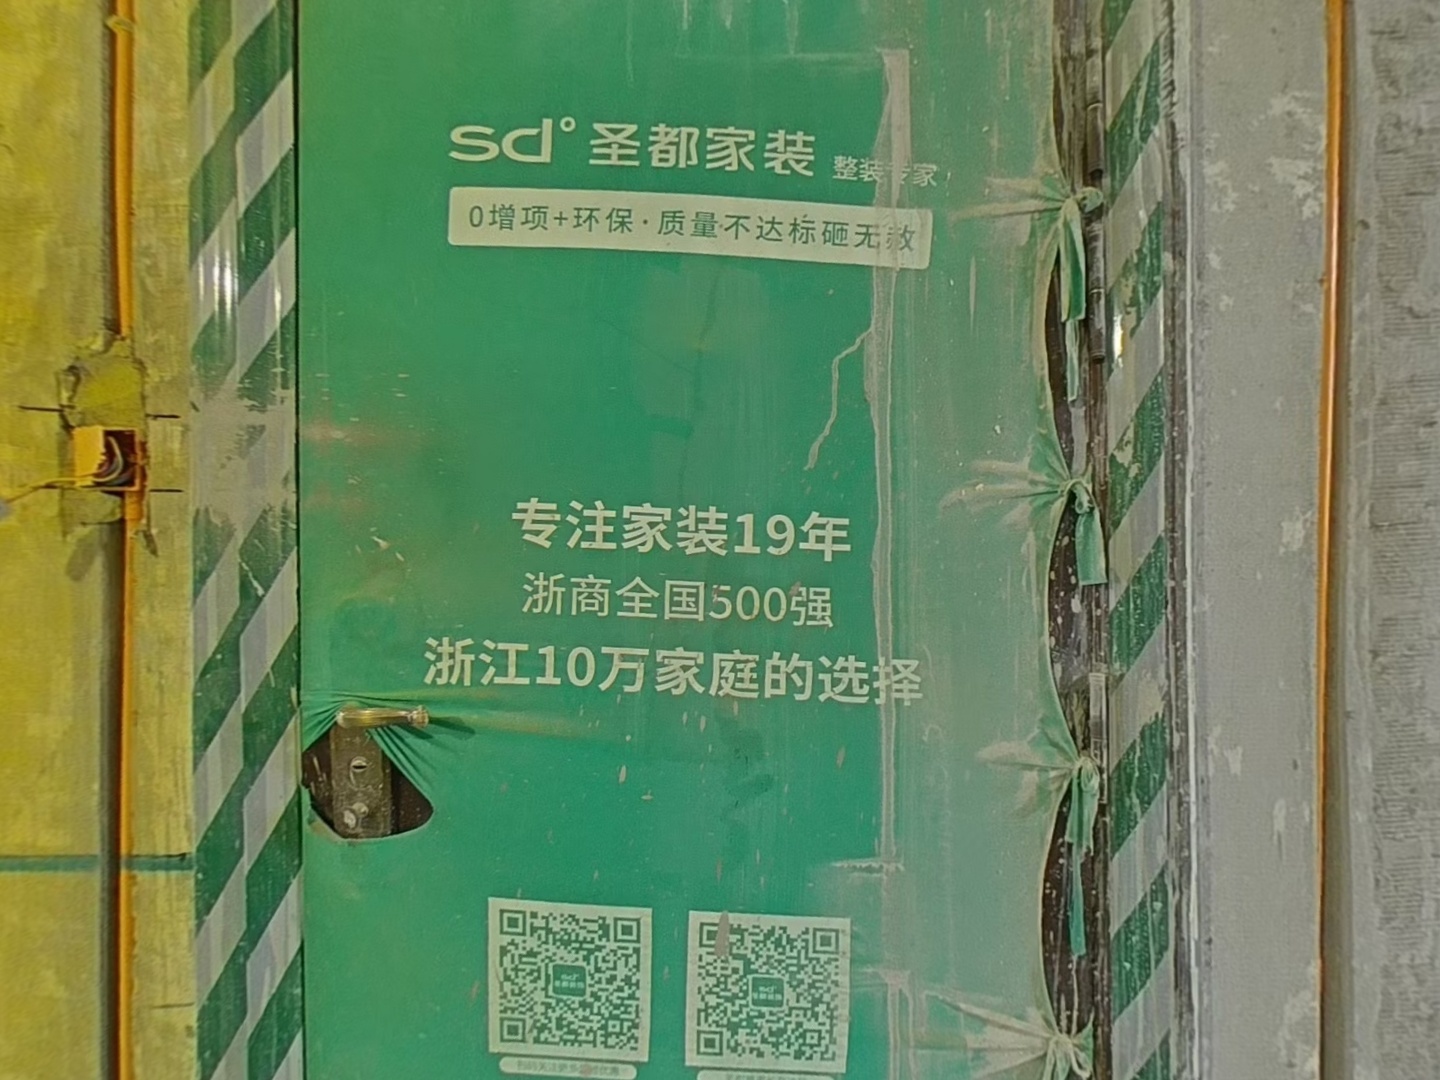 sd°圣都家装 整装专家
0增项+环保·质量不达标砸无赦
专注家装19年
浙商全国500强
浙江10万家庭的选择